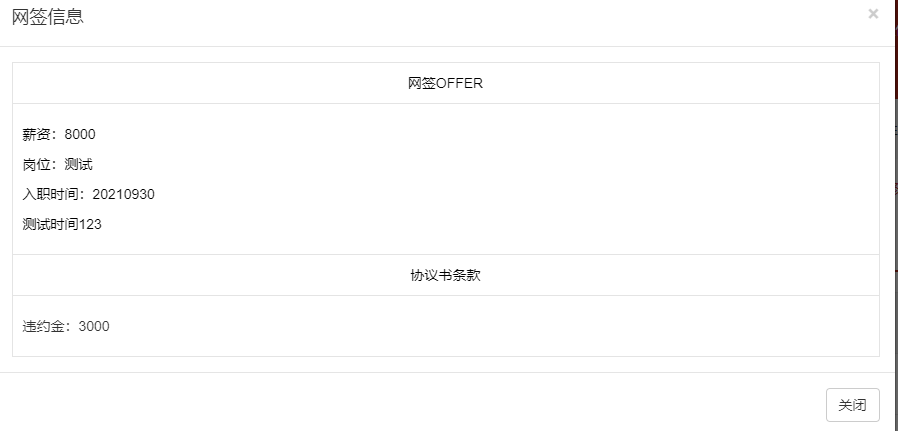 网签信息
×
网签OFFER
薪资：8000
岗位：测试
入职时间：20210930
测试时间123
协议书条款
违约金：3000
关闭